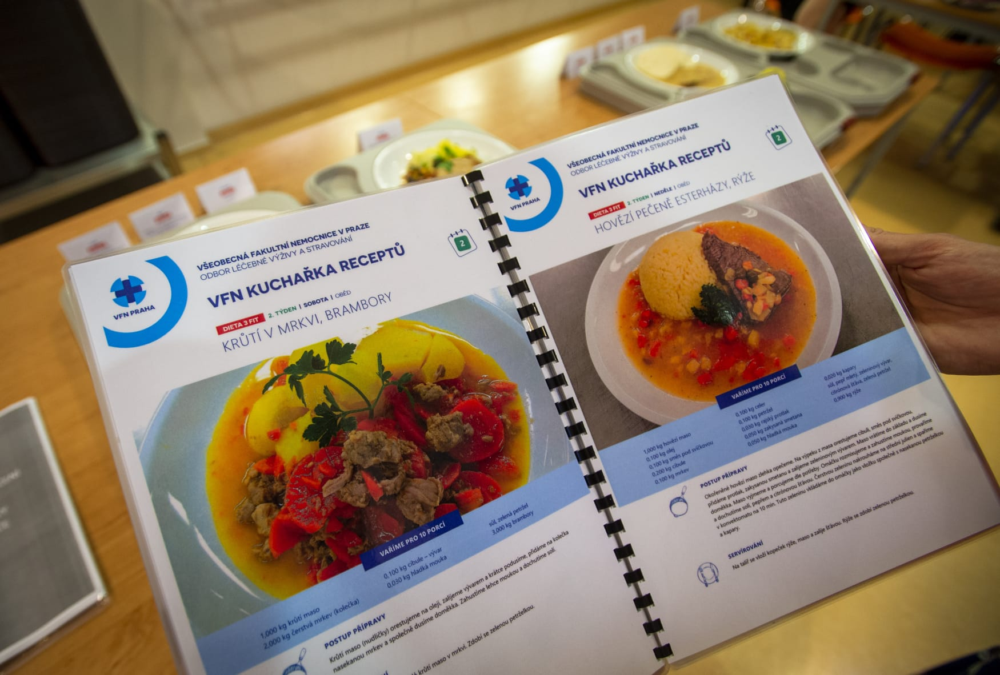 VŠEOBECNÁ FAKULTNÍ NEMOCNICE V PRAZE
ODBOR LÉČEBNÉ VÝŽIVY A STRAVOVÁNÍ
VFN KUCHAŘKA RECEPTŮ
2
VFN PRAHA
DIETA 3 FIT 2. TÝDEN | SOBOTA | OBĚD
KRŮTÍ V MRKVI, BRAMBORY
VAŘÍME PRO 10 PORCÍ
1,000 kg krůtí maso
2,000 kg čerstvá mrkev (kolečka)
0,100 kg cibule – vývar
0,030 kg hladká mouka
sůl, zelená petržel
3,000 kg brambory
POSTUP PŘÍPRAVY
Krůtí maso (nudličky) orestujeme na oleji, zalijeme vývarem a krátce podusíme, přidáme na kolečka
nasekanou mrkev a společně dusíme doměkka. Zahustíme lehce moukou a dochutíme solí.
krůtí maso v mrkvi. Zdobí se zelenou petrželkou.
VŠEOBECNÁ FAKULTNÍ NEMOCNICE V PRAZE
ODBOR LÉČEBNÉ VÝŽIVY A STRAVOVÁNÍ
VFN KUCHAŘKA RECEPTŮ
2
VFN PRAHA
DIETA 3 FIT 2. TÝDEN | NEDĚLE | OBĚD
HOVĚZÍ PEČENĚ ESTERHÁZY, RÝŽE
VAŘÍME PRO 10 PORCÍ
1,000 kg hovězí maso
0,100 kg olej
0,100 kg směs pod svíčkovou
0,200 kg cibule
0,100 kg mrkev
0,100 kg celer
0,100 kg petržel
0,030 kg rajský protlak
0,050 kg zakysaná smetana
0,050 kg hladká mouka
0,020 kg kapary
sůl, pepř mletý, zeleninový vývar,
citrónová šťáva, zelená petržel
0,900 kg rýže
POSTUP PŘÍPRAVY
Okořeněné hovězí maso zlehka opečeme. Na výpeku z masa orestujeme cibuli, směs pod svíčkovou,
přidáme protlak, zakysanou smetanu a zalijeme zeleninovým vývarem. Maso vrátíme do základu a dusíme
doměkka. Maso vyjmeme a porcujeme dle potřeby. Omáčku rozmixujeme a zahustíme moukou, provaříme
a dochutíme solí, pepřem a citrónovou šťávou. Čerstvou zeleninu nakrouháme na střední julien a spaříme
v konvektomatu na 10 min. Tuto zeleninu vkládáme do omáčky jako vložku společně s nasekanou petrželkou
a kapary.
SERVÍROVÁNÍ
Na talíř se vloží kopeček rýže, maso a zalije šťávou. Rýže se zdobí zelenou petrželkou.